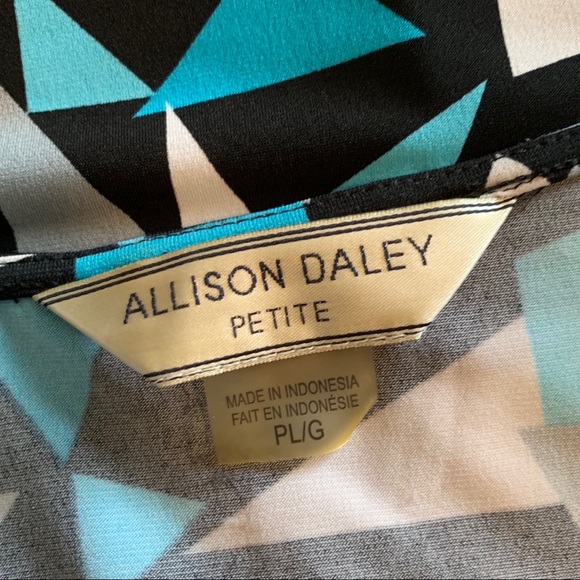 ALLISON DALEY
PETITE
MADE IN INDONESIA
FAIT EN INDONÉSIE
PL/G